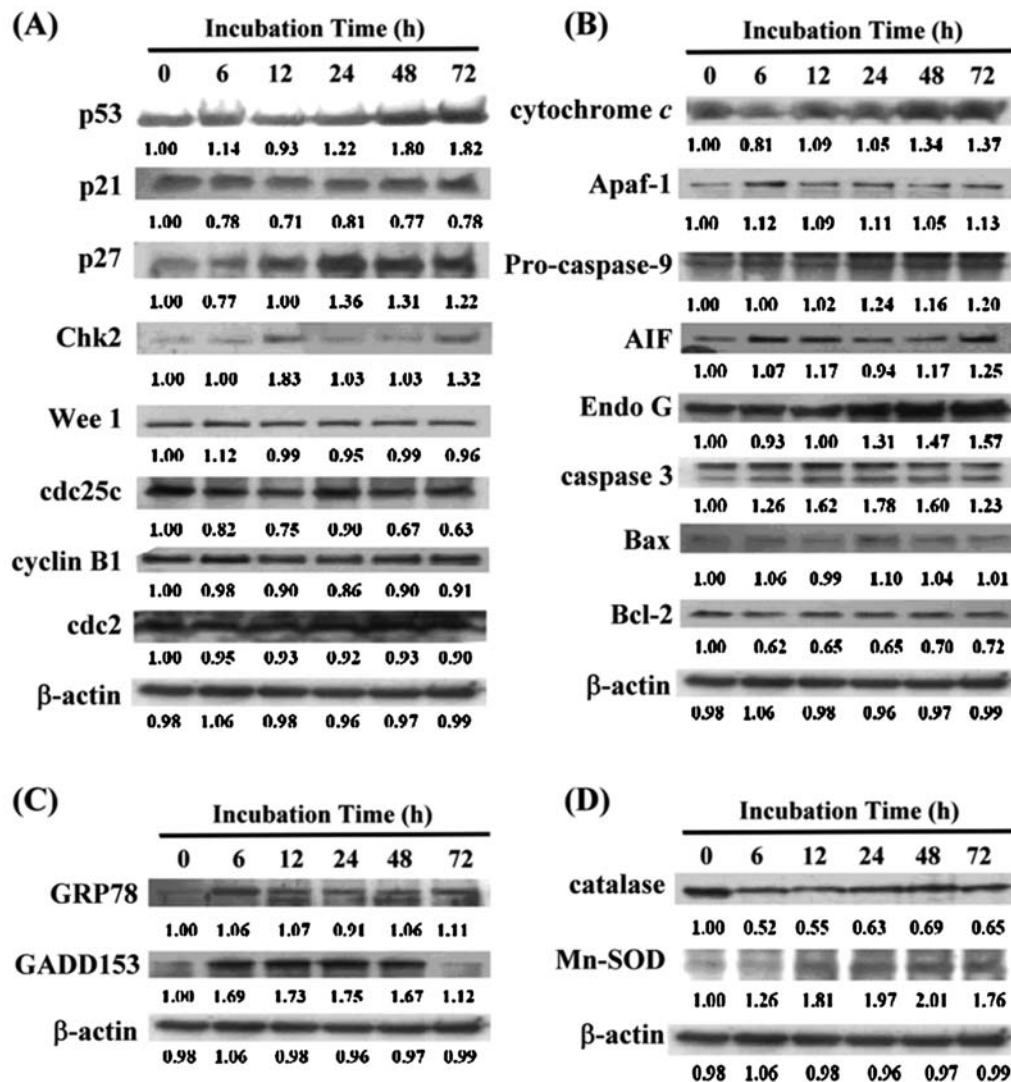 (A)
Incubation Time (h)
0 6 12 24 48 72
p53
1.00 1.14 0.93 1.22 1.80 1.82
p21
1.00 0.78 0.71 0.81 0.77 0.78
p27
1.00 0.77 1.00 1.36 1.31 1.22
Chk2
1.00 1.00 1.83 1.03 1.03 1.32
Wee 1
1.00 1.12 0.99 0.95 0.99 0.96
cdc25c
1.00 0.82 0.75 0.90 0.67 0.63
cyclin B1
1.00 0.98 0.90 0.86 0.90 0.91
cdc2
1.00 0.95 0.93 0.92 0.93 0.90
β-actin
0.98 1.06 0.98 0.96 0.97 0.99
(B)
Incubation Time (h)
0 6 12 24 48 72
cytochrome c
1.00 0.81 1.09 1.05 1.34 1.37
Apaf-1
1.00 1.12 1.09 1.11 1.05 1.13
Pro-caspase-9
1.00 1.00 1.02 1.24 1.16 1.20
AIF
1.00 1.07 1.17 0.94 1.17 1.25
Endo G
1.00 0.93 1.00 1.31 1.47 1.57
caspase 3
1.00 1.26 1.62 1.78 1.60 1.23
Bax
1.00 1.06 0.99 1.10 1.04 1.01
Bcl-2
1.00 0.62 0.65 0.65 0.70 0.72
β-actin
0.98 1.06 0.98 0.96 0.97 0.99
(C)
Incubation Time (h)
0 6 12 24 48 72
GRP78
1.00 1.06 1.07 0.91 1.06 1.11
GADD153
1.00 1.69 1.73 1.75 1.67 1.12
β-actin
0.98 1.06 0.98 0.96 0.97 0.99
(D)
Incubation Time (h)
0 6 12 24 48 72
catalase
1.00 0.52 0.55 0.63 0.69 0.65
Mn-SOD
1.00 1.26 1.81 1.97 2.01 1.76
β-actin
0.98 1.06 0.98 0.96 0.97 0.99